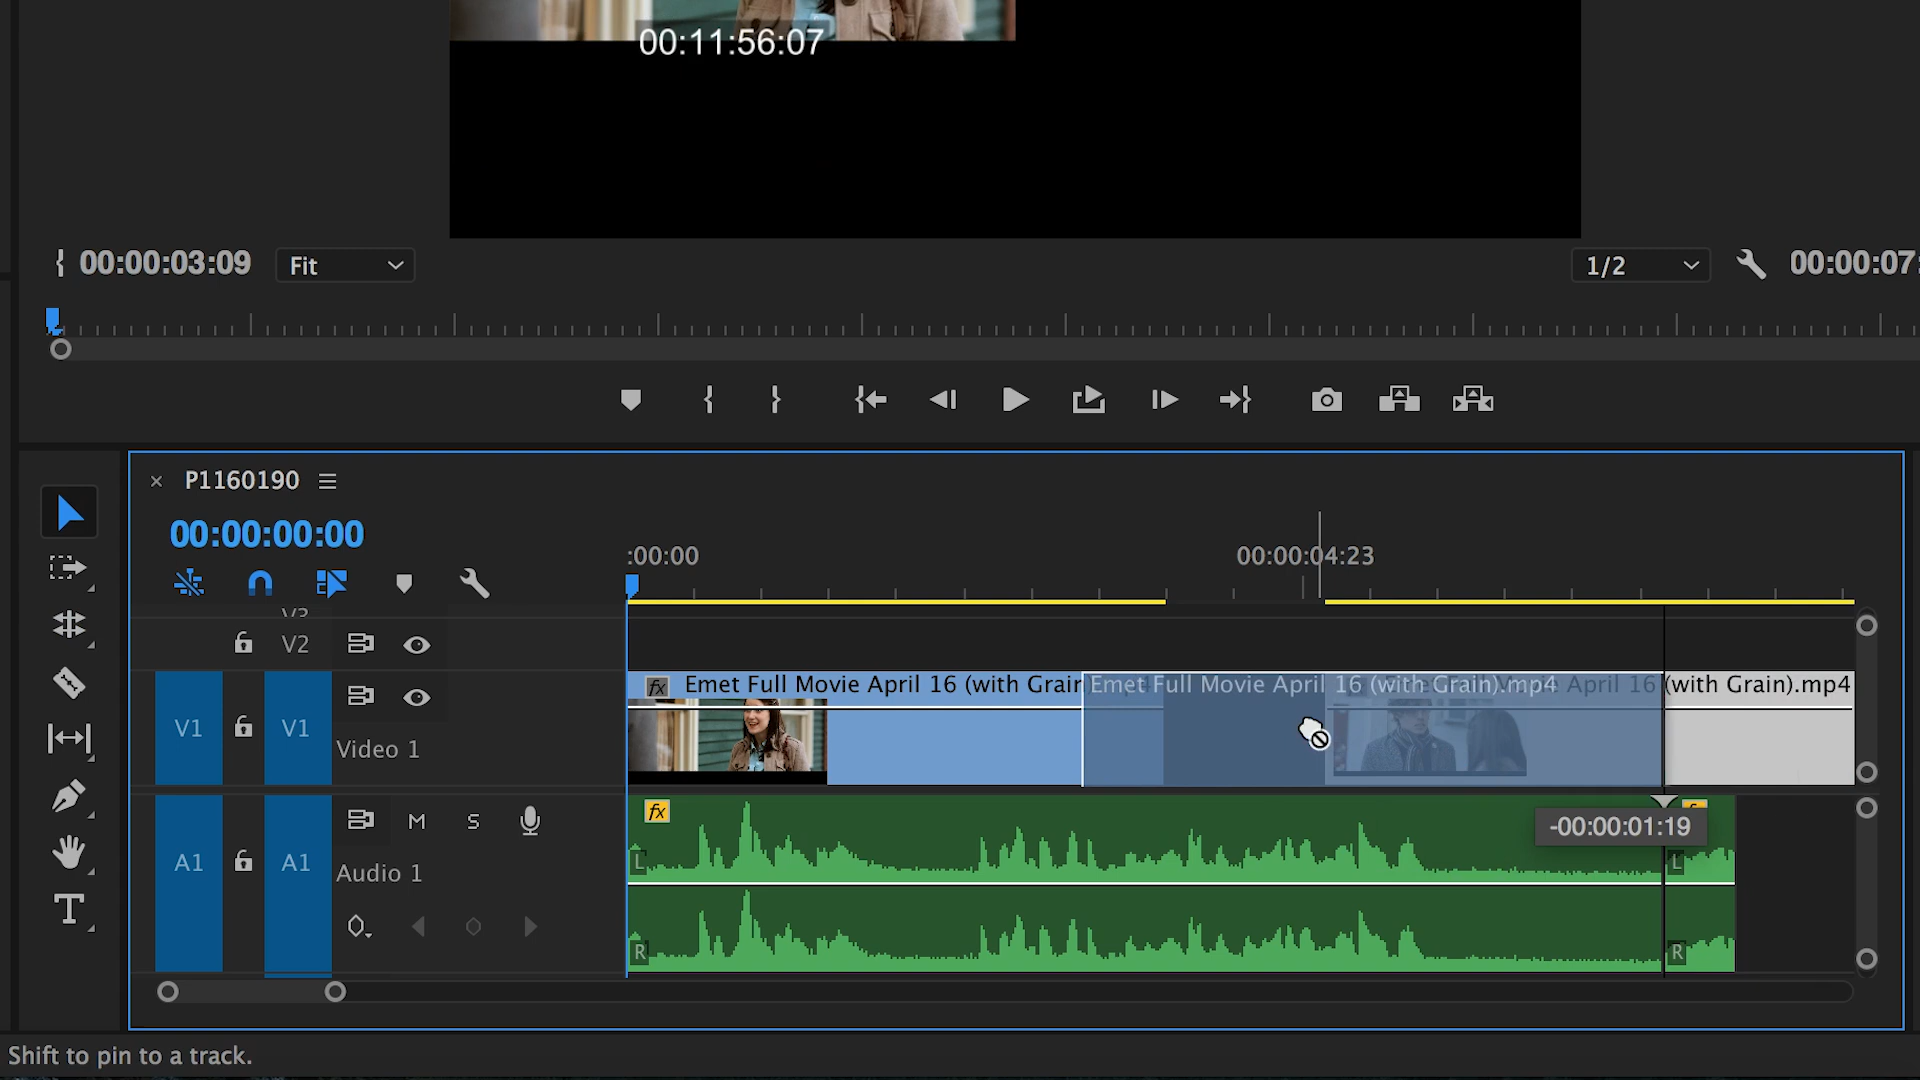 00:11:56:07
00:00:03:09
Fit
1/2
00:00:07:
P1160190
00:00:00:00
:00:00
00:00:04:23
V3
V2
fx
Emet Full Movie April 16 (with Grain
Emet Full Movie April 16 (with Grain).mp4
April 16 (with Grain).mp4
V1
V1
Video 1
M
S
fx
-00:00:01:19
L
L
A1
A1
Audio 1
R
R
T
Shift to pin to a track.